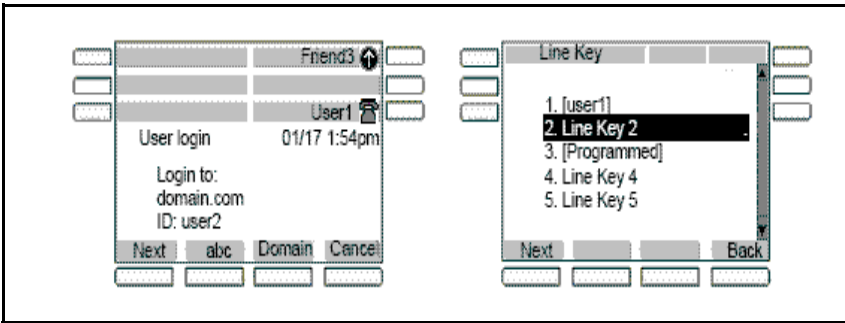 Friend3
User1
User login 01/17 1:54pm
Login to:
domain.com
ID: user2
Next abc Domain Cancel
Line Key
1. [user1]
2. Line Key 2
3. [Programmed]
4. Line Key 4
5. Line Key 5
Next Back